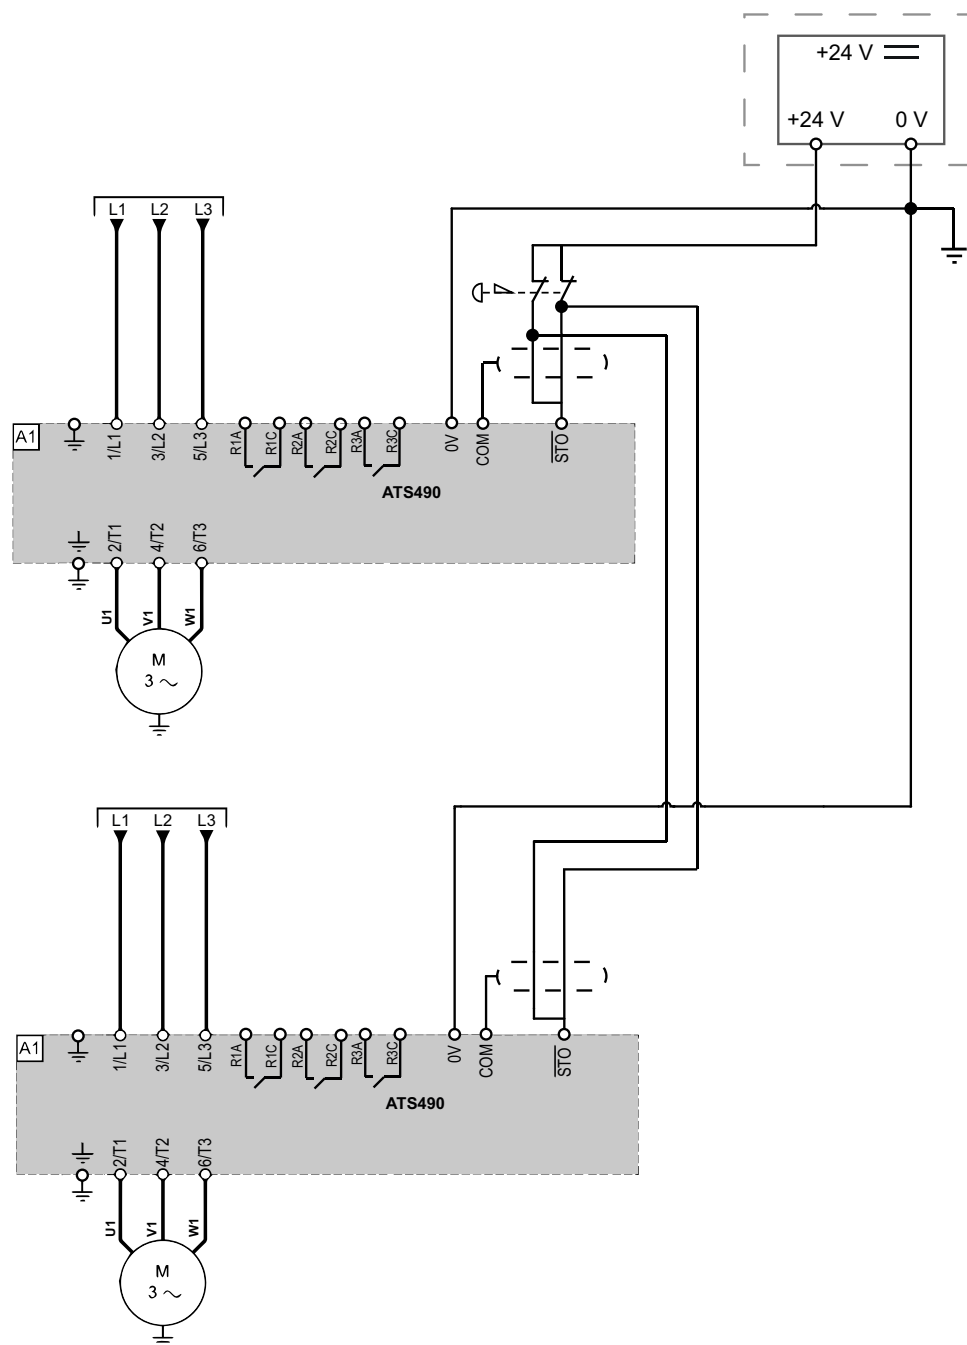 +24 V
+24 V 0 V
L1 L2 L3
A1
1/L1 3/L2 5/L3 R1A R1C R2A R2C R3A R3C 0V COM STO
ATS490
2/T1 4/T2 6/T3
U1 V1 W1
M
3
L1 L2 L3
A1
1/L1 3/L2 5/L3 R1A R1C R2A R2C R3A R3C 0V COM STO
ATS490
2/T1 4/T2 6/T3
U1 V1 W1
M
3